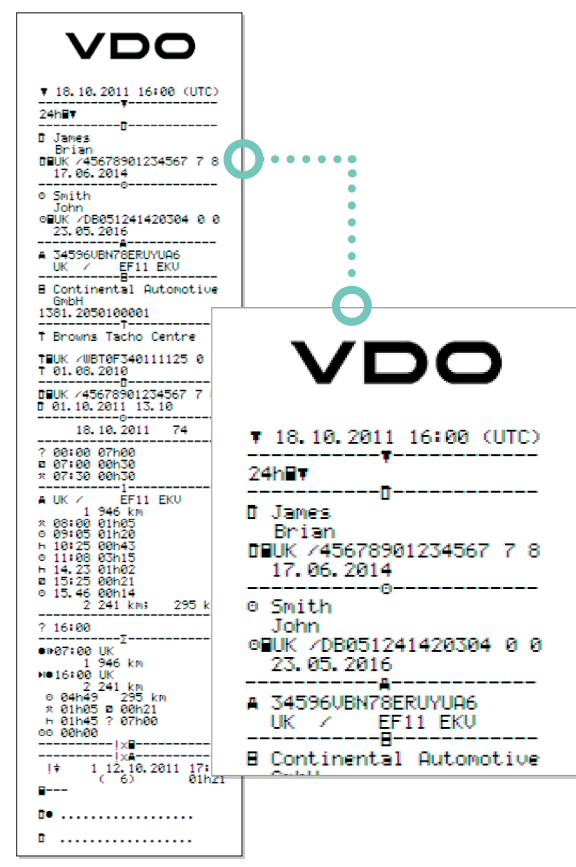 VDO
▼ 18.10.2011 16:00 (UTC)
24h
James
Brian
UK /45678901234567 7 8
17.06.2014
Smith
John
UK /DB051241420304 0 0
23.05.2016
A 34596VBN78ERUYUA6
UK / EF11 EKV
B Continental Automotive
GmbH
1381.2050100001
T Browns Tacho Centre
T UK /WBT0F340111125 0
T 01.08.2010
UK /45678901234567 7
01.10.2011 13.10
18.10.2011 74
? 00:00 07h00
07:00 00h30
07:30 00h30
1
A UK / EF11 EKV
1 946 km
08:00 01h05
09:05 01h20
10:25 00h43
11:08 03h15
14.23 01h02
15:25 00h21
15.46 00h14
2 241 km; 295 k
? 16:00
Σ
07:00 UK
1 946 km
16:00 UK
2 241 km
04h49 295 km
01h05 00h21
01h45 ? 07h00
00h00
!x
!xA
! 1 12.10.2011 17:
( 6) 01h21
---
..................
..................
VDO
▼ 18.10.2011 16:00 (UTC)
24h
James
Brian
UK /45678901234567 7 8
17.06.2014
Smith
John
UK /DB051241420304 0 0
23.05.2016
A 34596VBN78ERUYUA6
UK / EF11 EKV
B Continental Automotive